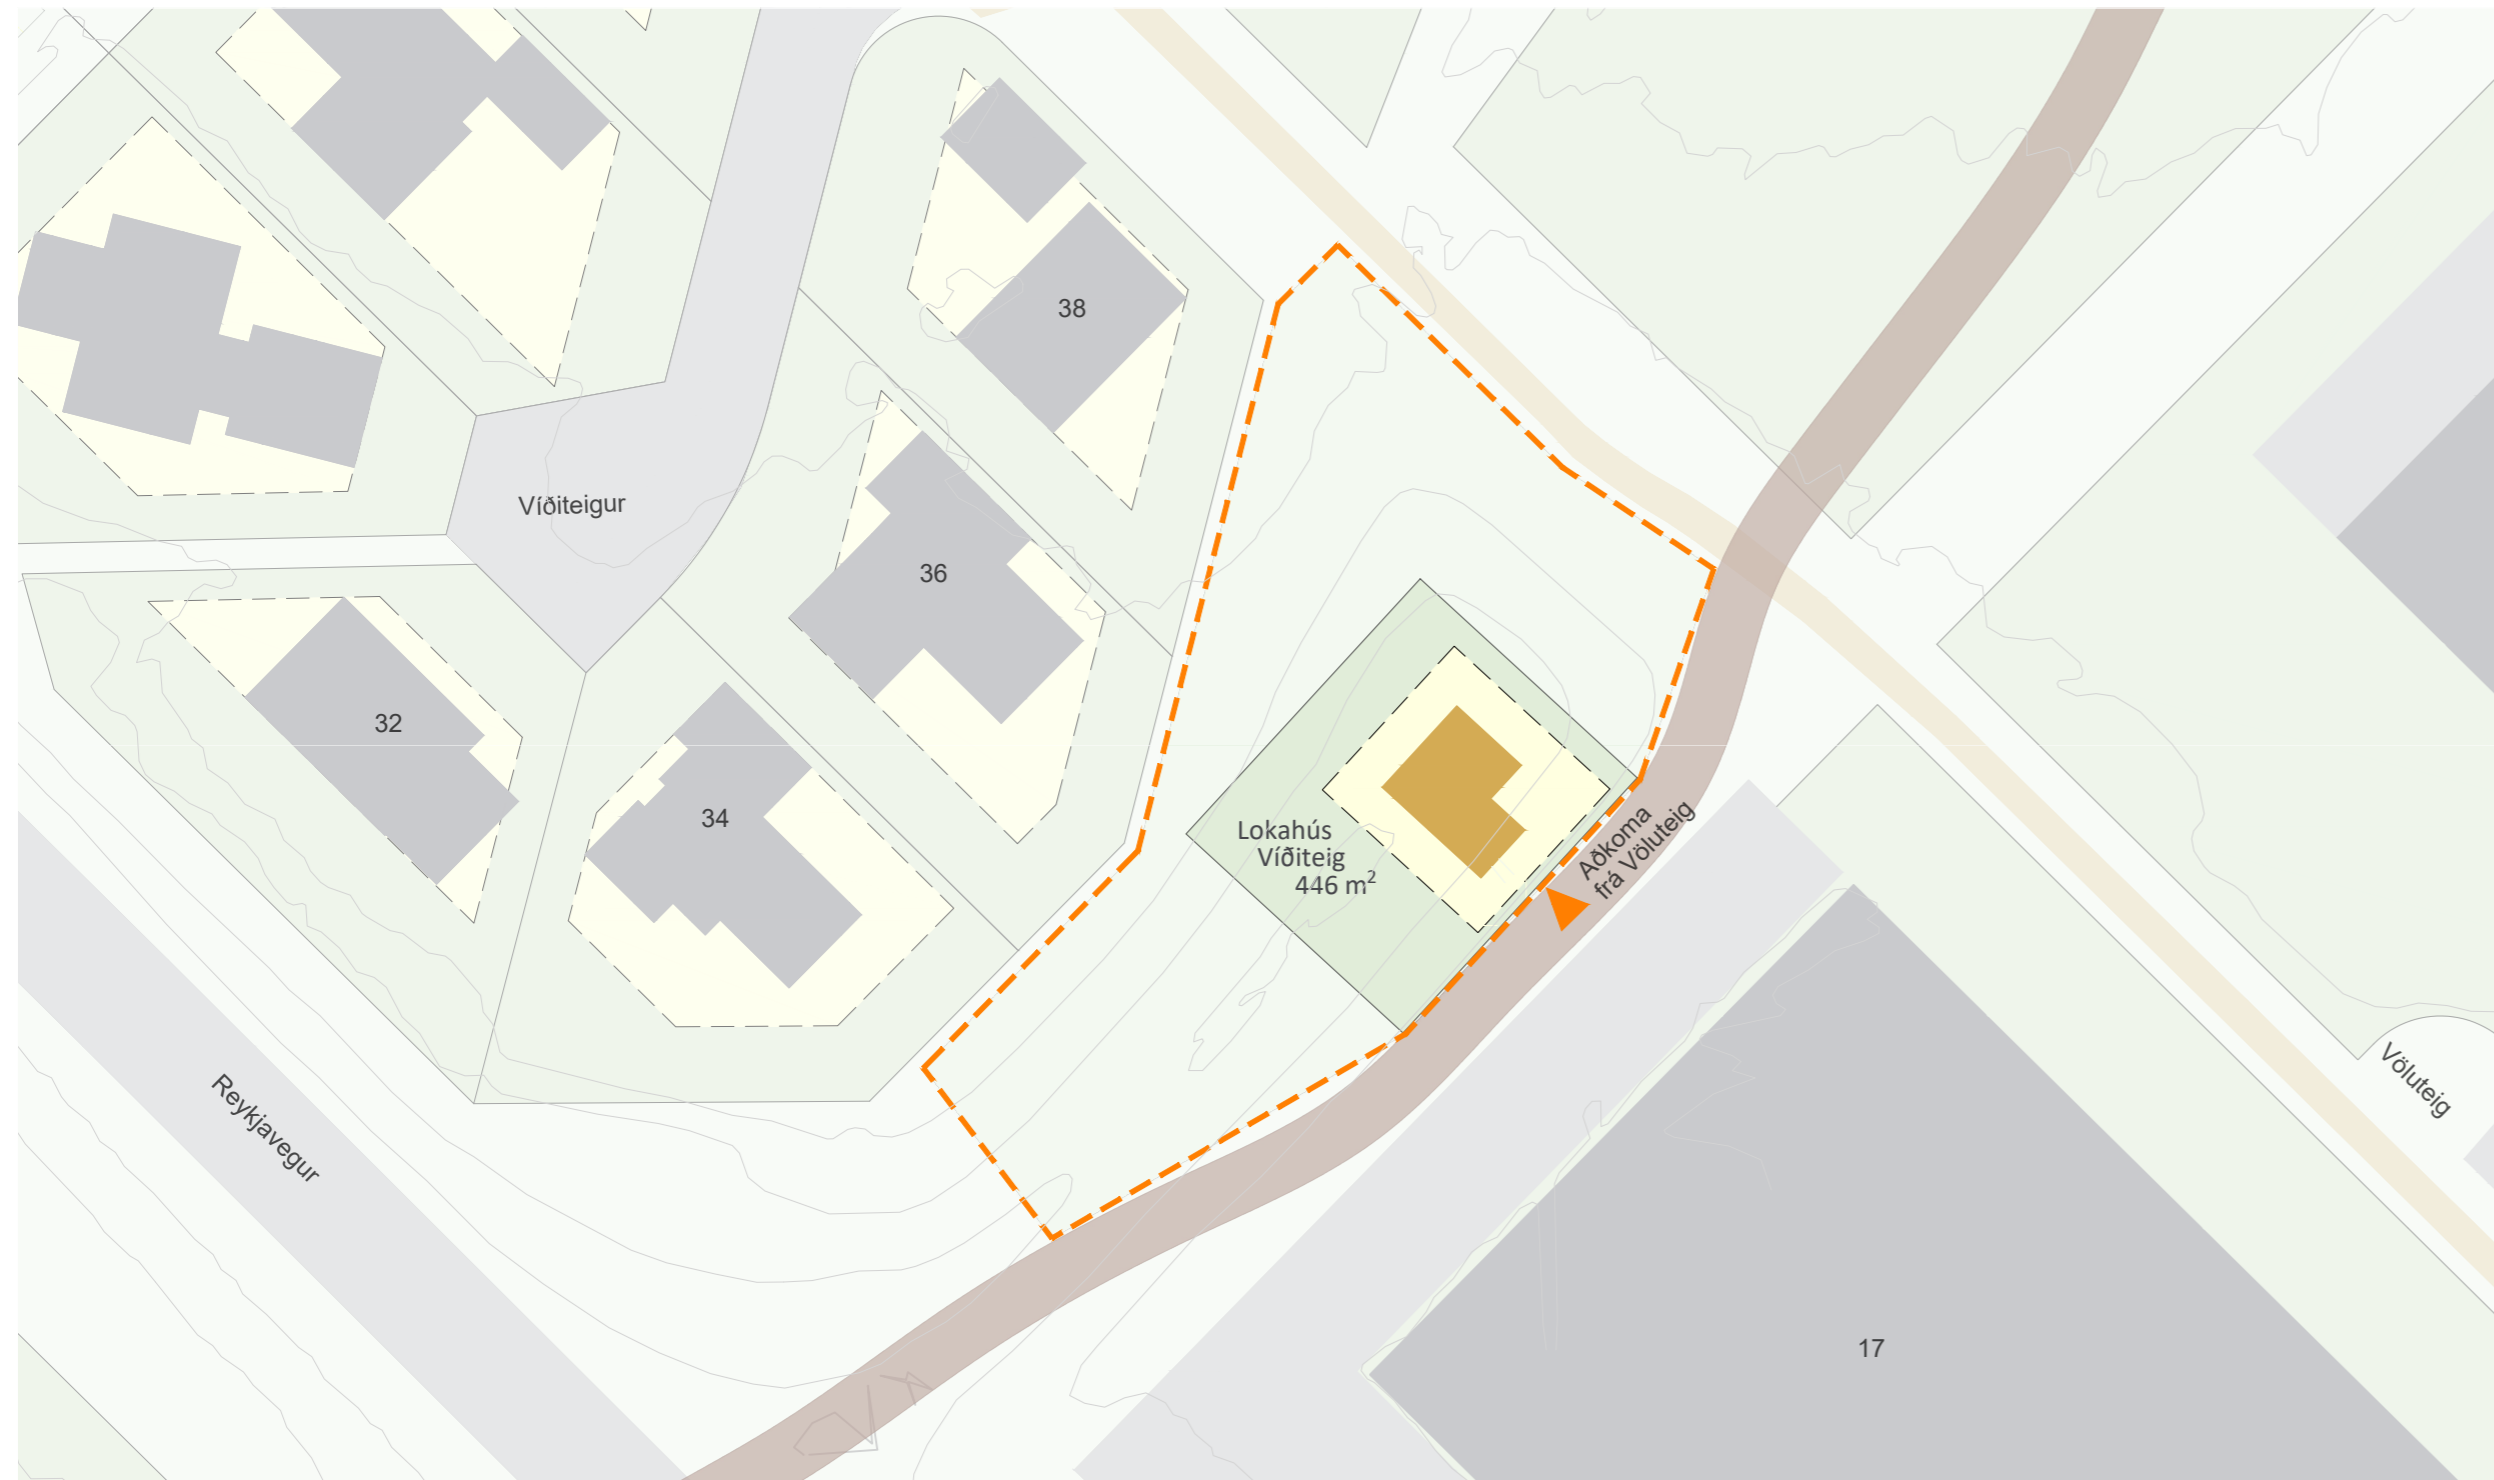 38
Víðiteigur
36
32
34
Lokahús
Víðiteig
446 m²
Aðkoma
frá Völuteig
Völuteig
Reykjavegur
17